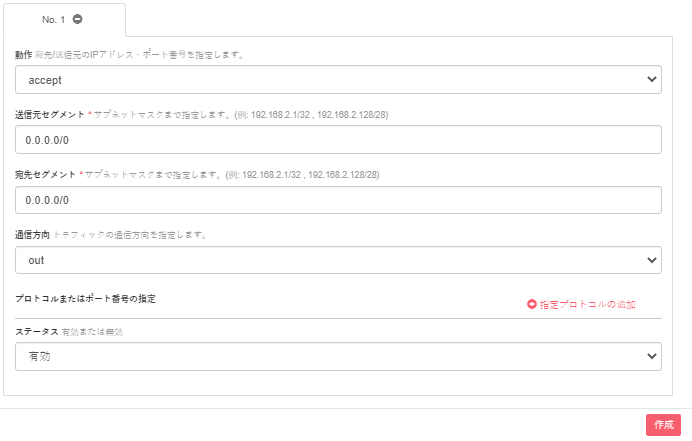 No. 1
動作 宛先/送信元のIPアドレス・ポート番号を指定します。
accept
送信元セグメント * サブネットマスクまで指定します。(例: 192.168.2.1/32 , 192.168.2.128/28)
0.0.0.0/0
宛先セグメント * サブネットマスクまで指定します。(例: 192.168.2.1/32 , 192.168.2.128/28)
0.0.0.0/0
通信方向 トラフィックの通信方向を指定します。
out
プロトコルまたはポート番号の指定
指定プロトコルの追加
ステータス 有効または無効
有効
作成